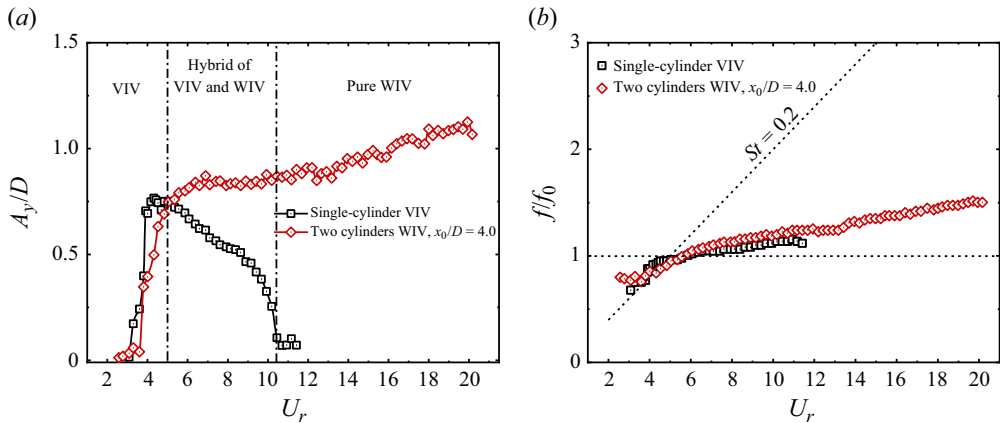 (a)
1.5
1.0
0.5
0
A_y/D
VIV
Hybrid of
VIV and WIV
Pure WIV
Single-cylinder VIV
Two cylinders WIV, x_0/D = 4.0
2 4 6 8 10 12 14 16 18 20
U_r
(b)
3
2
1
0
f/f_0
Single-cylinder VIV
Two cylinders WIV, x_0/D = 4.0
St = 0.2
2 4 6 8 10 12 14 16 18 20
U_r